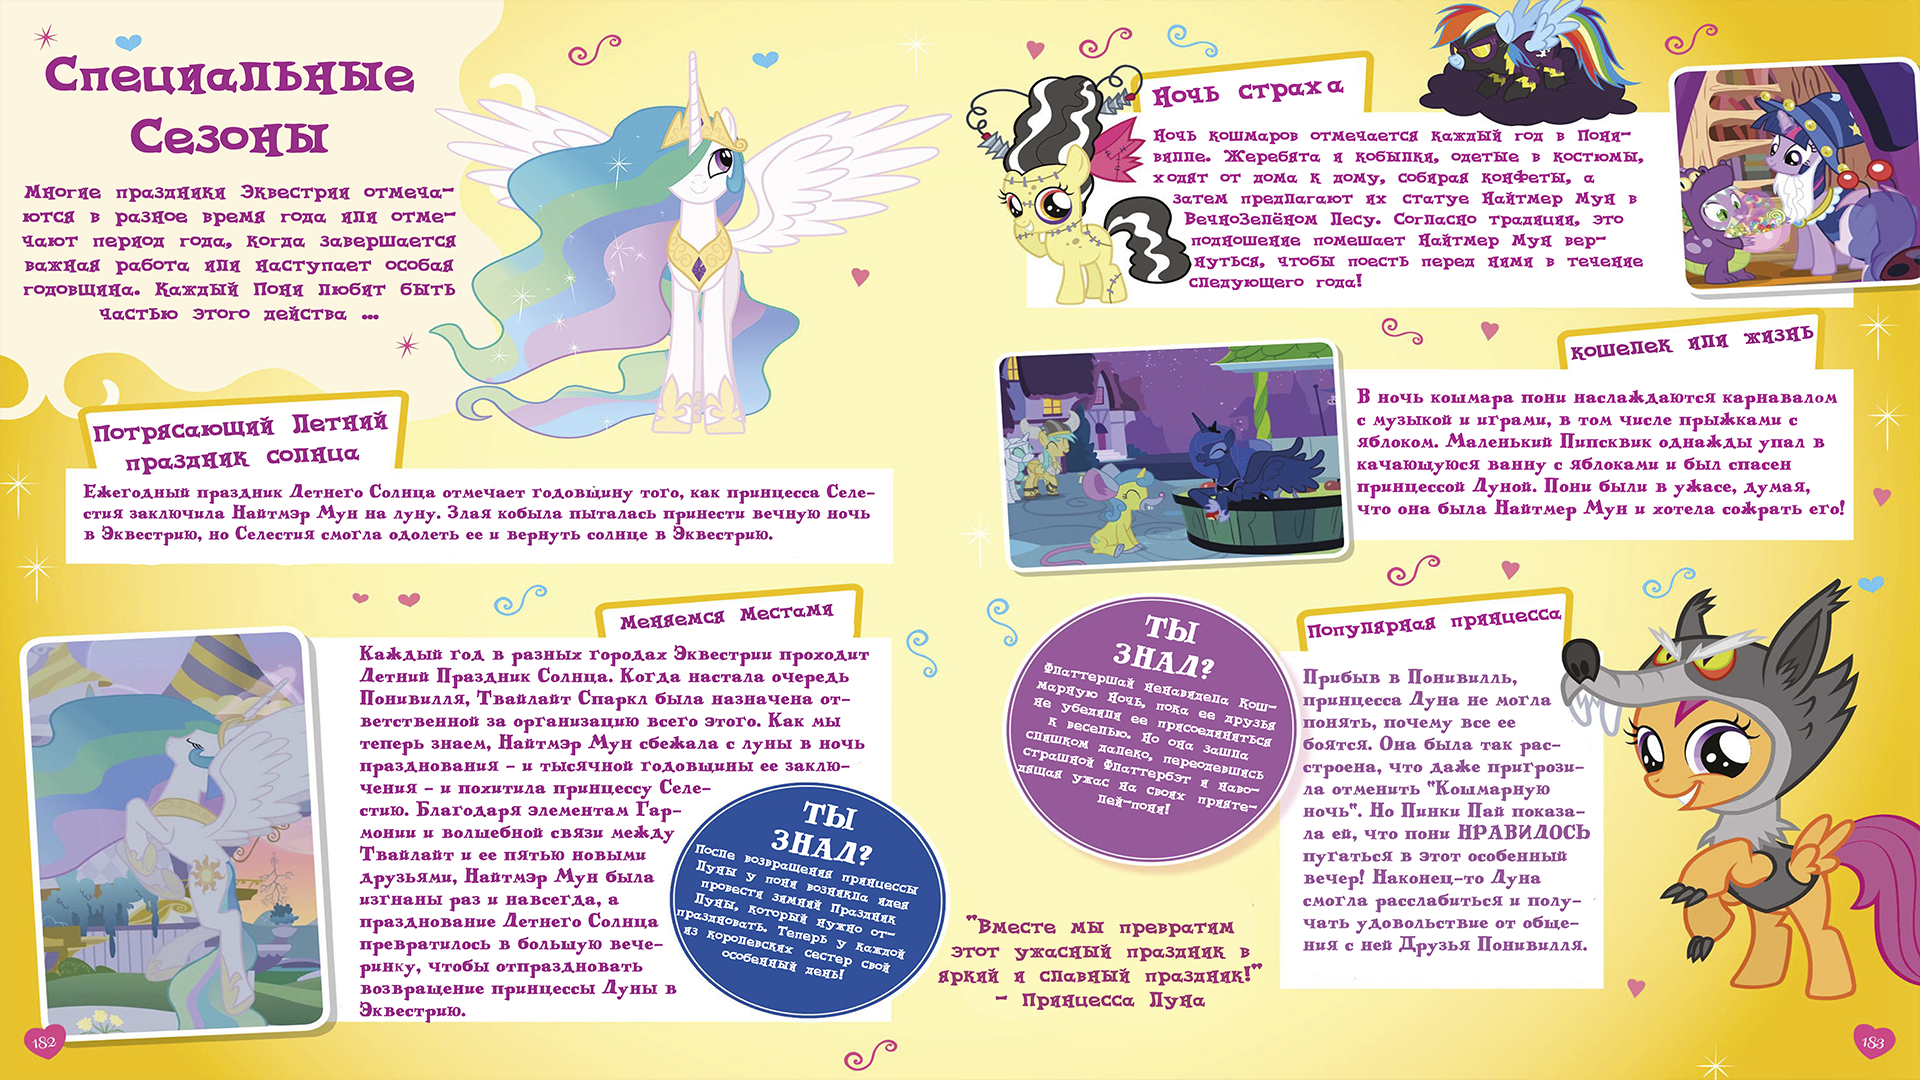 Специальные
Сезоны
Многие праздники Эквестрии отмеча-
ются в разное время года или отме-
чают период года, когда завершается
важная работа или наступает особая
годовщина. Каждый Пони любит быть
частью этого действа ...
Потрясающий Летний
праздник солнца
Ежегодный праздник Летнего Солнца отмечает годовщину того, как принцесса Селе-
стия заключила Найтмэр Мун на луну. Злая кобыла пыталась принести вечную ночь
в Эквестрию, но Селестия смогла одолеть ее и вернуть солнце в Эквестрию.
Меняемся Местами
Каждый год в разных городах Эквестрии проходит
Летний Праздник Солнца. Когда настала очередь
Понивилля, Твайлайт Спаркл была назначена от-
ветственной за организацию всего этого. Как мы
теперь знаем, Найтмэр Мун сбежала с луны в ночь
празднования - и тысячной годовщины ее заклю-
чения - и похитила принцессу Селе-
стию. Благодаря элементам Гар-
монии и волшебной связи между
Твайлайт и ее пятью новыми
друзьями, Найтмэр Мун была
изгнаны раз и навсегда, а
празднование Летнего Солнца
превратилось в большую вече-
ринку, чтобы отпраздновать
возвращение принцессы Луны в
Эквестрию.
ТЫ
ЗНАЛ?
После возвращения принцессы
Луны у пони возникла идея
провести зимний Праздник
Луны, который нужно от-
праздновать. Теперь у каждой
из королевских сестер свой
особенный день!
182
Ночь страха
Ночь кошмаров отмечается каждый год в Пони-
вилле. Жеребята и кобылки, одетые в костюмы,
ходят от дома к дому, собирая конфеты, а
затем предлагают их статуе Найтмер Мун в
ВечноЗелёном Лесу. Согласно традиции, это
подношение помешает Найтмер Мун вер-
нуться, чтобы поесть перед ними в течение
следующего года!
кошелек или жизнь
В ночь кошмара пони наслаждаются карнавалом
с музыкой и играми, в том числе прыжками с
яблоком. Маленький Пипсквик однажды упал в
качающуюся ванну с яблоками и был спасен
принцессой Луной. Пони были в ужасе, думая,
что она была Найтмер Мун и хотела сожрать его!
ТЫ
ЗНАЛ?
Флаттершай ненавидела Кош-
марную Ночь, пока ее друзья
не убедили ее присоединяться
к веселью. Но она зашла
слишком далеко, переодевшись
страшной Флаттербэт и наво-
дящая ужас на своих прияте-
лей-пони!
"Вместе мы превратим
этот ужасный праздник в
яркий и славный праздник!"
- Принцесса Луна
Популярная принцесса
Прибыв в Понивилль,
принцесса Луна не могла
понять, почему все ее
боятся. Она была так рас-
строена, что даже пригрози-
ла отменить "Кошмарную
ночь". Но Пинки Пай показа-
ла ей, что пони НРАВИЛОСЬ
пугаться в этот особенный
вечер! Наконец-то Луна
смогла расслабиться и полу-
чать удовольствие от обще-
ния с ней Друзья Понивилля.
183